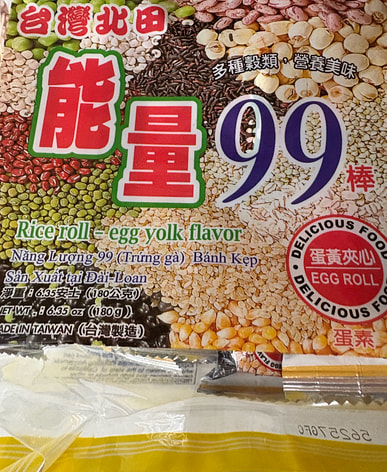 台灣北田
多種穀類，營養美味
能量 99 棒
Rice roll - egg yolk flavor
Năng Lượng 99 (Trứng gà) Bánh Kẹp
Sản Xuất tại Đài Loan
淨重：6.35安士 (180公克)
NET WT.：6.35 oz (180 g)
MADE IN TAIWAN (台灣製造)
DELICIOUS FOOD
蛋黃夾心
EGG ROLL
DELICIOUS FOOD
蛋素
56257GFC